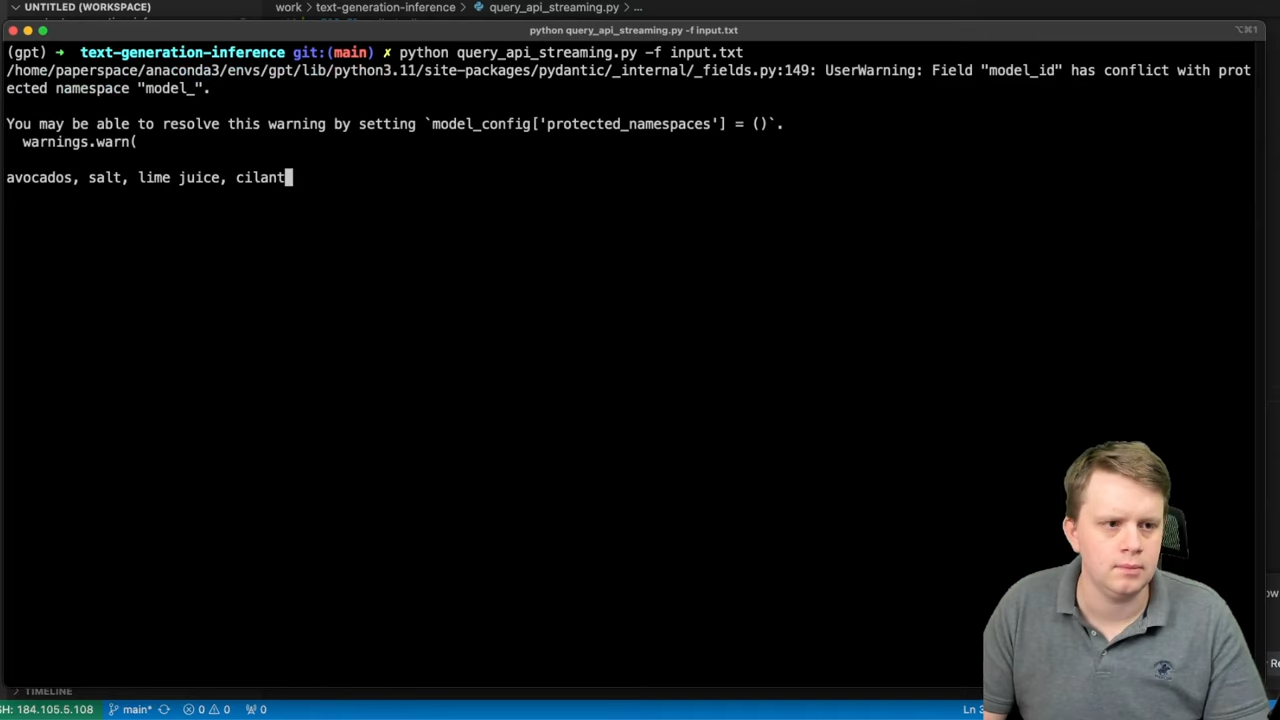 UNTITLED (WORKSPACE)
work > text-generation-inference > query_api_streaming.py > ...
python query_api_streaming.py -f input.txt
⌥⌘1
(gpt) ➜ text-generation-inference git:(main) ✗ python query_api_streaming.py -f input.txt
/home/paperspace/anaconda3/envs/gpt/lib/python3.11/site-packages/pydantic/_internal/_fields.py:149: UserWarning: Field "model_id" has conflict with prot
ected namespace "model_".
You may be able to resolve this warning by setting `model_config['protected_namespaces'] = ()`.
warnings.warn(
avocados, salt, lime juice, cilant
TIMELINE
SH: 184.105.5.108 main* 0 0 0